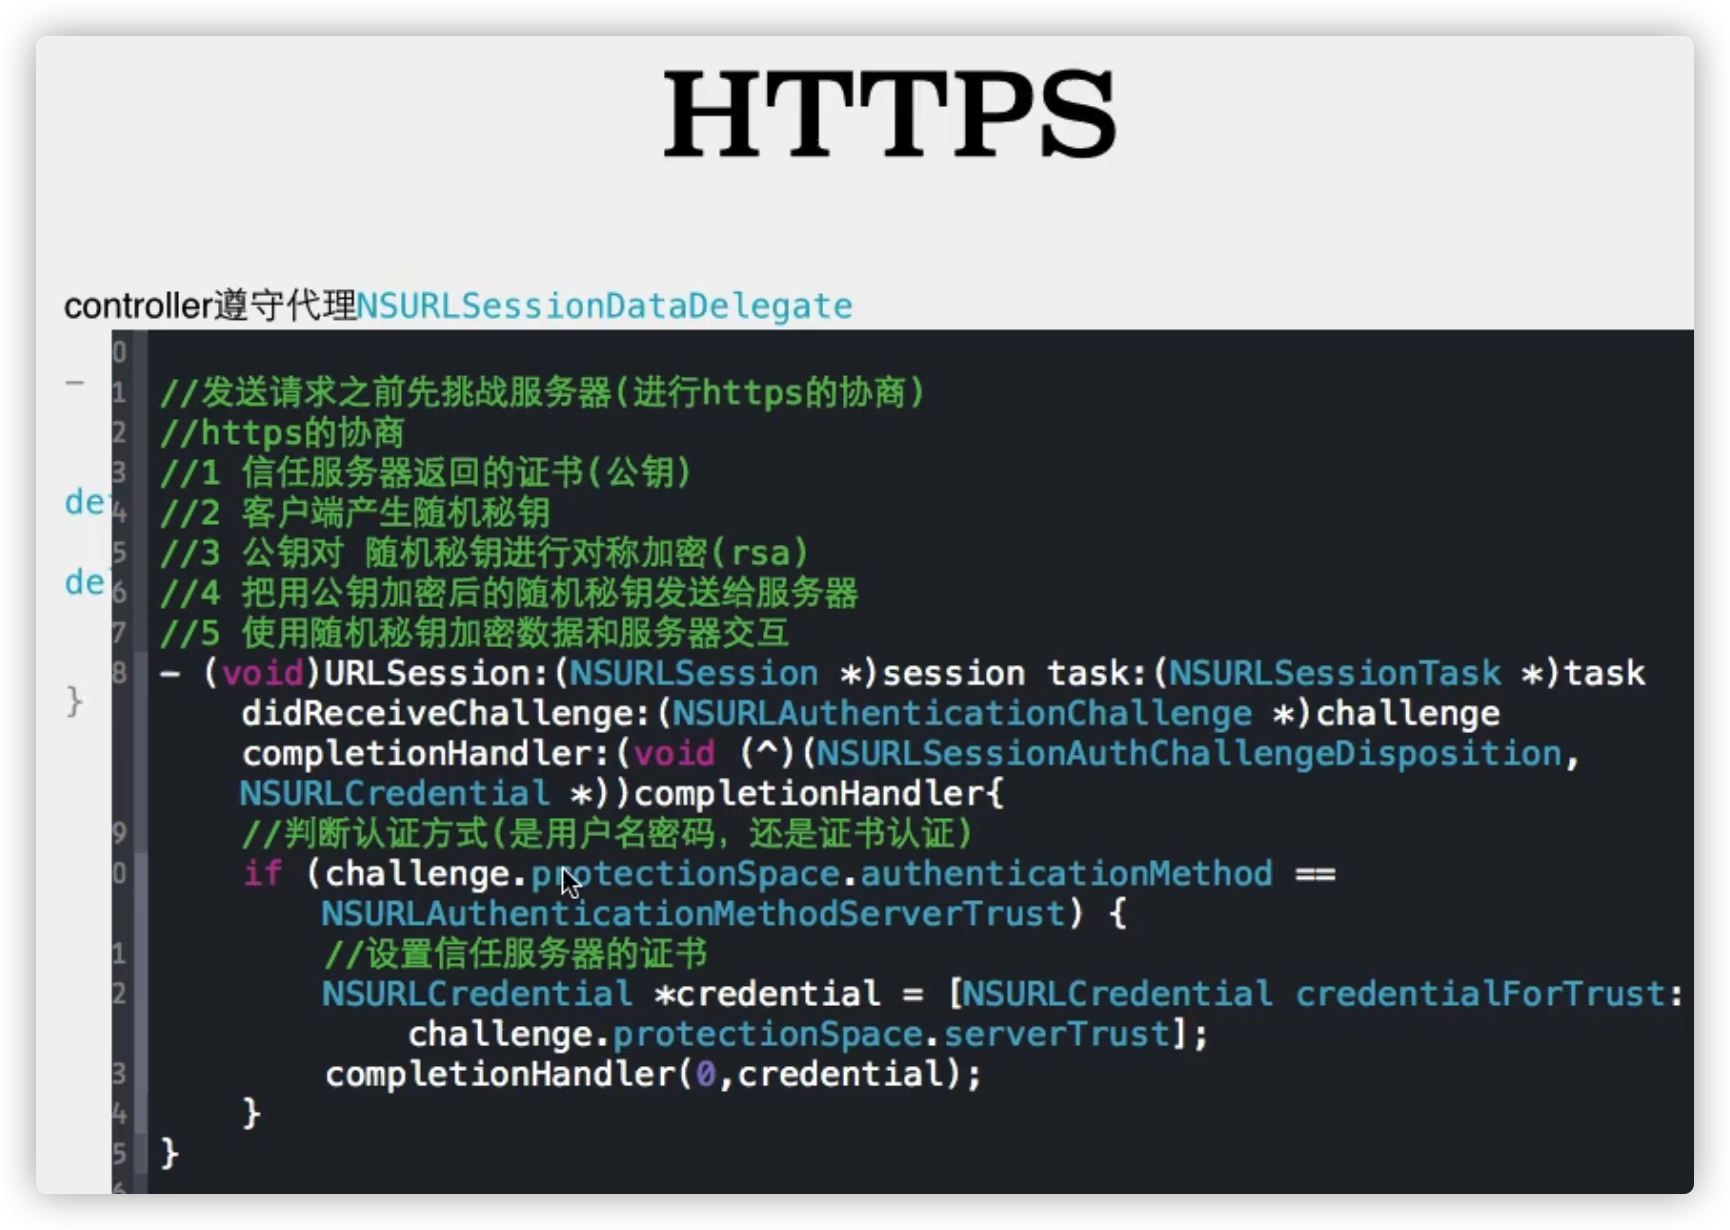 HTTPS
controller遵守代理NSURLSessionDataDelegate
0
– 1 //发送请求之前先挑战服务器(进行https的协商)
2 //https的协商
3 //1 信任服务器返回的证书(公钥)
de 4 //2 客户端产生随机秘钥
5 //3 公钥对 随机秘钥进行对称加密(rsa)
de 6 //4 把用公钥加密后的随机秘钥发送给服务器
7 //5 使用随机秘钥加密数据和服务器交互
8 - (void)URLSession:(NSURLSession *)session task:(NSURLSessionTask *)task
} didReceiveChallenge:(NSURLAuthenticationChallenge *)challenge
completionHandler:(void (^)(NSURLSessionAuthChallengeDisposition,
NSURLCredential *))completionHandler{
9 //判断认证方式(是用户名密码，还是证书认证)
0 if (challenge.protectionSpace.authenticationMethod ==
NSURLAuthenticationMethodServerTrust) {
1 //设置信任服务器的证书
2 NSURLCredential *credential = [NSURLCredential credentialForTrust:
challenge.protectionSpace.serverTrust];
3 completionHandler(0,credential);
4 }
5 }
6